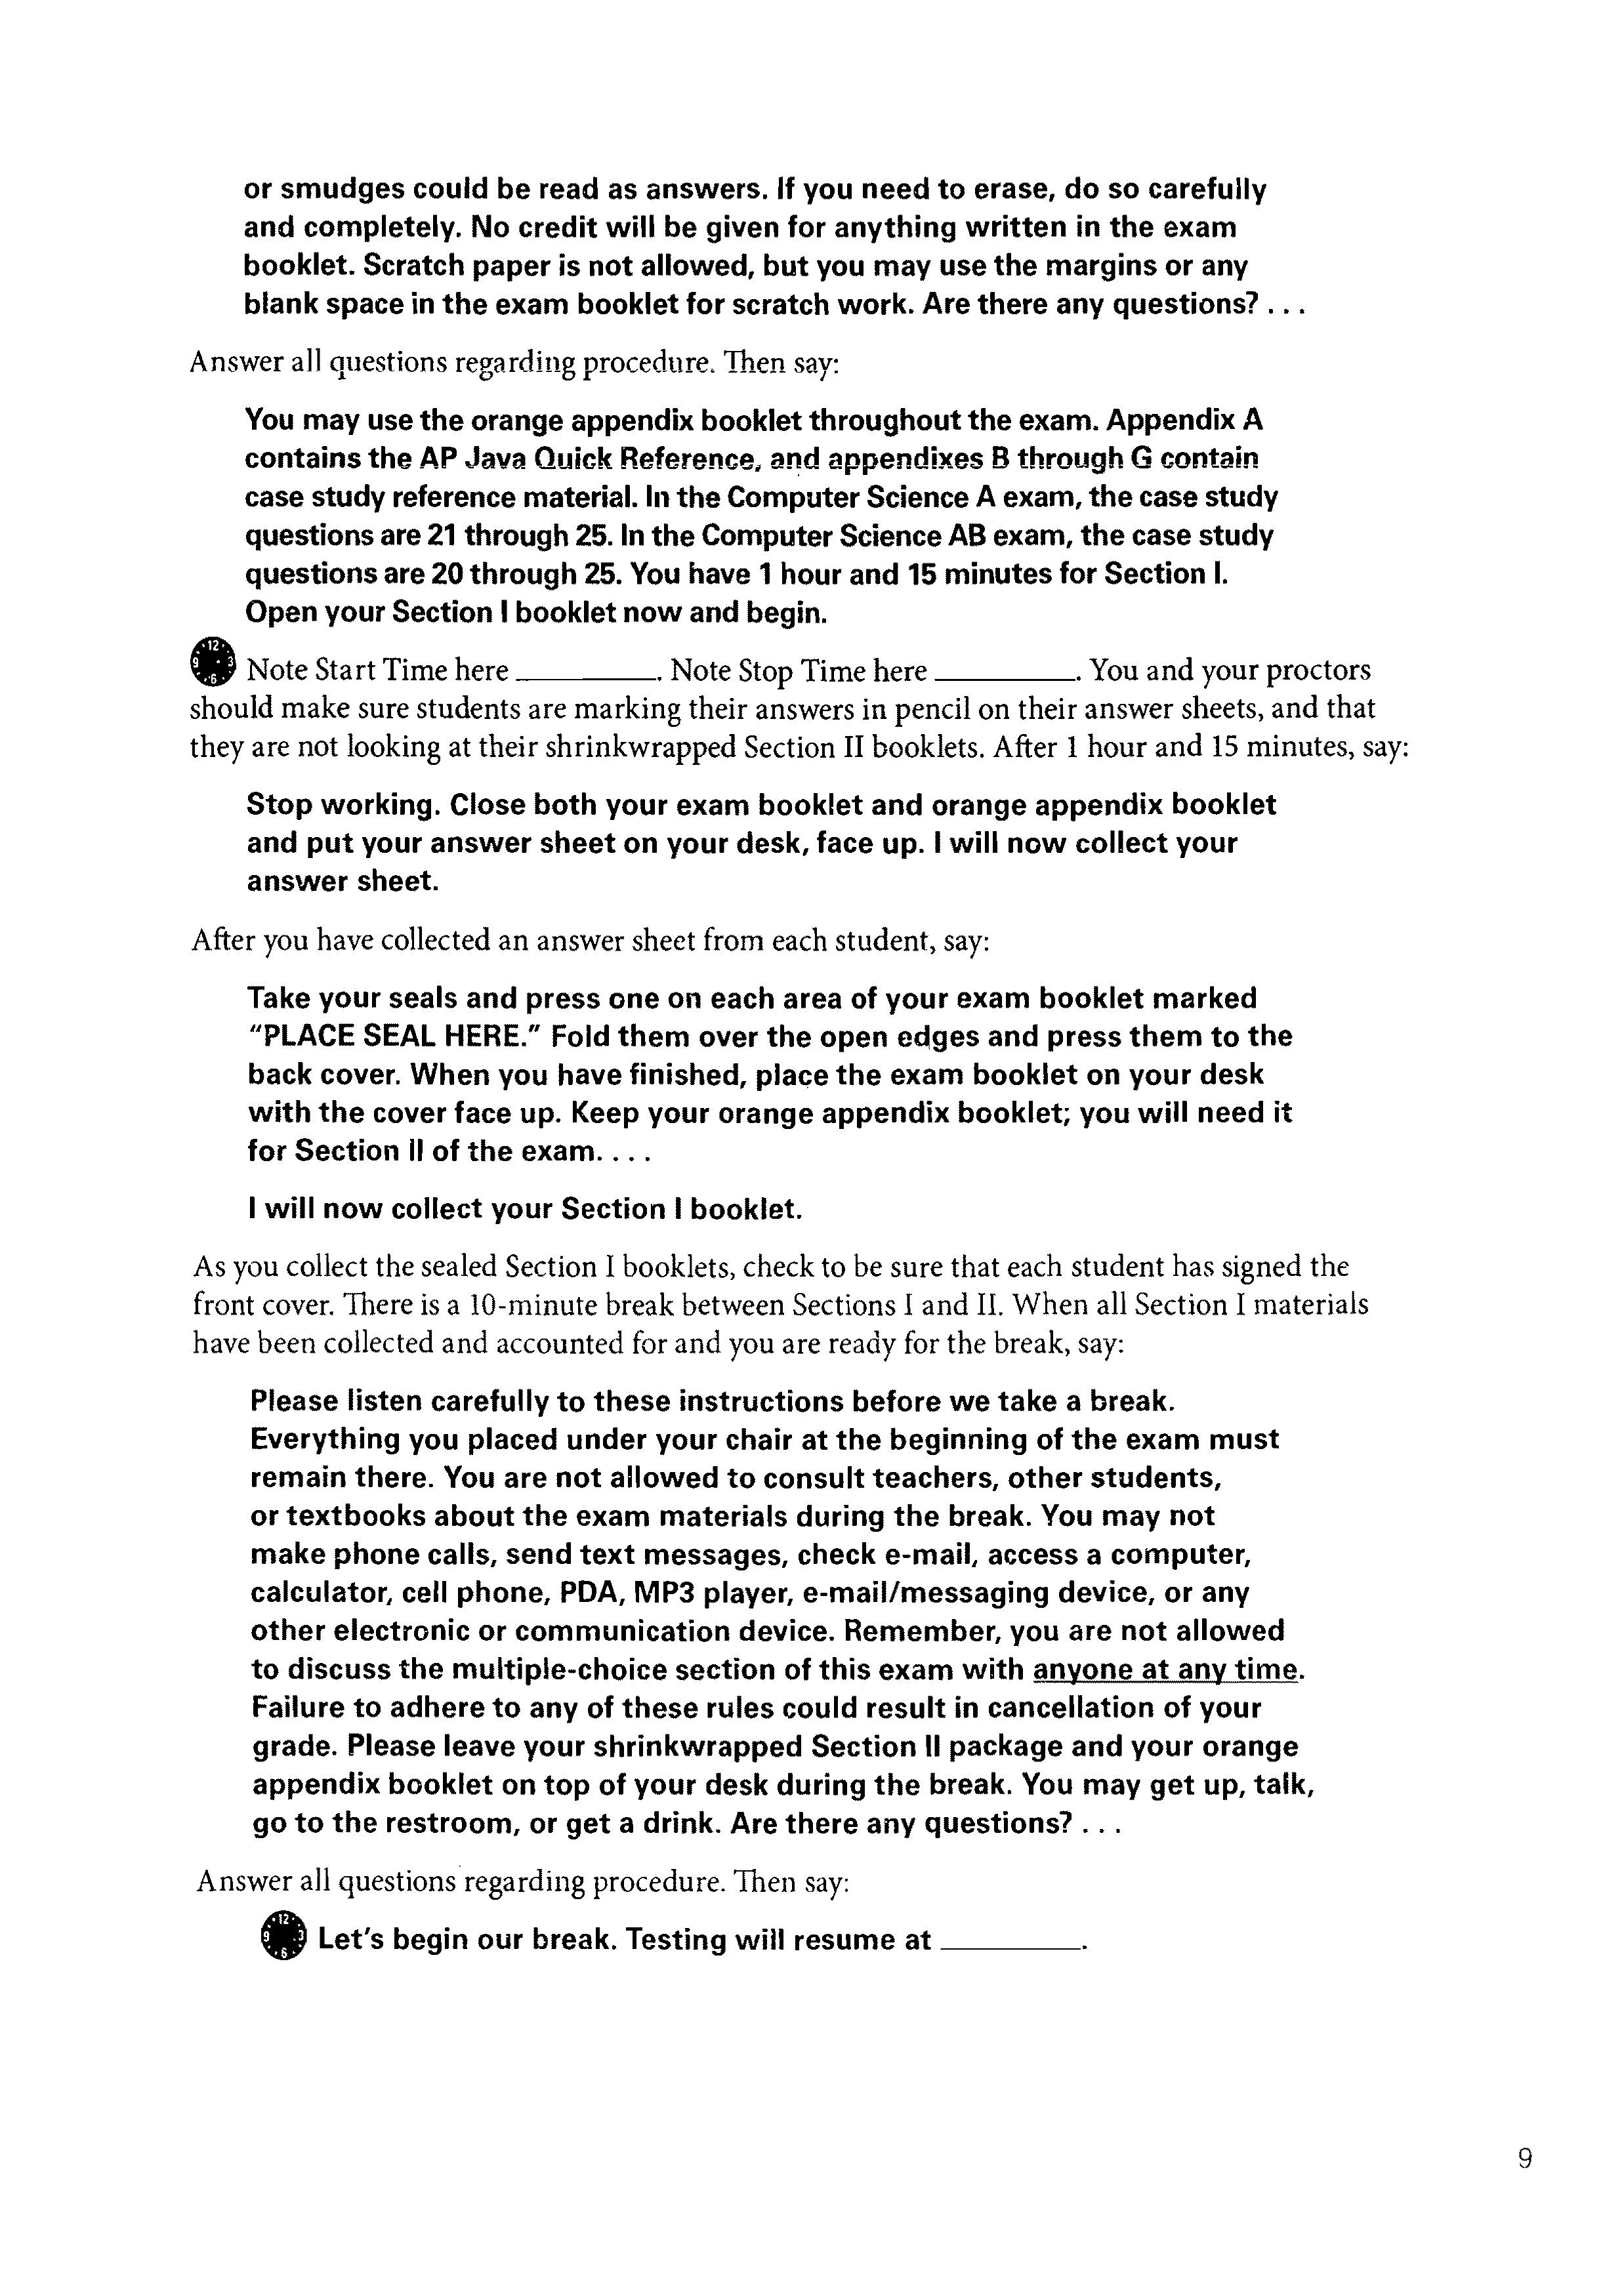 or smudges could be read as answers. If you need to erase, do so carefully
and completely. No credit will be given for anything written in the exam
booklet. Scratch paper is not allowed, but you may use the margins or any
blank space in the exam booklet for scratch work. Are there any questions? . . .
Answer all questions regarding procedure. Then say:
You may use the orange appendix booklet throughout the exam. Appendix A
contains the AP Java Quick Reference, and appendixes B through G contain
case study reference material. In the Computer Science A exam, the case study
questions are 21 through 25. In the Computer Science AB exam, the case study
questions are 20 through 25. You have 1 hour and 15 minutes for Section I.
Open your Section I booklet now and begin.
12 3 6 9
Note Start Time here ________. Note Stop Time here ________. You and your proctors
should make sure students are marking their answers in pencil on their answer sheets, and that
they are not looking at their shrinkwrapped Section II booklets. After 1 hour and 15 minutes, say:
Stop working. Close both your exam booklet and orange appendix booklet
and put your answer sheet on your desk, face up. I will now collect your
answer sheet.
After you have collected an answer sheet from each student, say:
Take your seals and press one on each area of your exam booklet marked
"PLACE SEAL HERE." Fold them over the open edges and press them to the
back cover. When you have finished, place the exam booklet on your desk
with the cover face up. Keep your orange appendix booklet; you will need it
for Section II of the exam. . . .
I will now collect your Section I booklet.
As you collect the sealed Section I booklets, check to be sure that each student has signed the
front cover. There is a 10-minute break between Sections I and II. When all Section I materials
have been collected and accounted for and you are ready for the break, say:
Please listen carefully to these instructions before we take a break.
Everything you placed under your chair at the beginning of the exam must
remain there. You are not allowed to consult teachers, other students,
or textbooks about the exam materials during the break. You may not
make phone calls, send text messages, check e-mail, access a computer,
calculator, cell phone, PDA, MP3 player, e-mail/messaging device, or any
other electronic or communication device. Remember, you are not allowed
to discuss the multiple-choice section of this exam with anyone at any time.
Failure to adhere to any of these rules could result in cancellation of your
grade. Please leave your shrinkwrapped Section II package and your orange
appendix booklet on top of your desk during the break. You may get up, talk,
go to the restroom, or get a drink. Are there any questions? . . .
Answer all questions regarding procedure. Then say:
12 3 6 9
Let's begin our break. Testing will resume at ________.
9